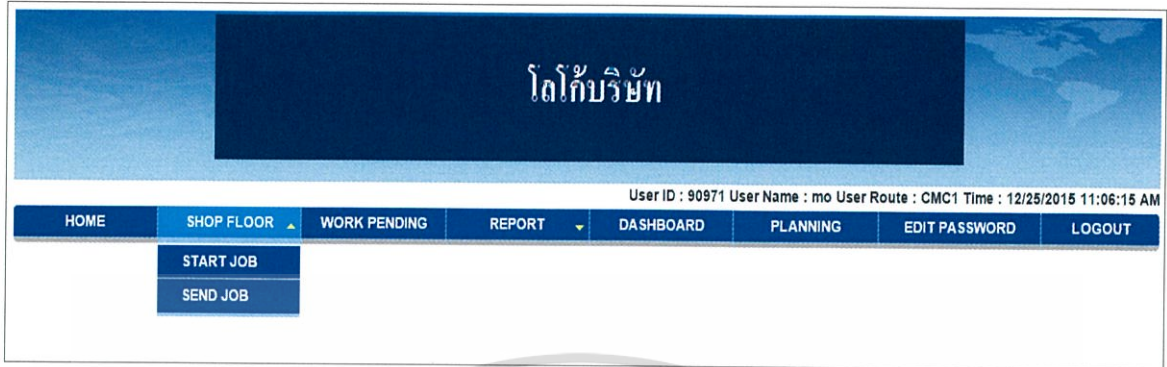 โลโก้บริษัท
User ID : 90971 User Name : mo User Route : CMC1 Time : 12/25/2015 11:06:15 AM
HOME SHOP FLOOR WORK PENDING REPORT DASHBOARD PLANNING EDIT PASSWORD LOGOUT
START JOB
SEND JOB